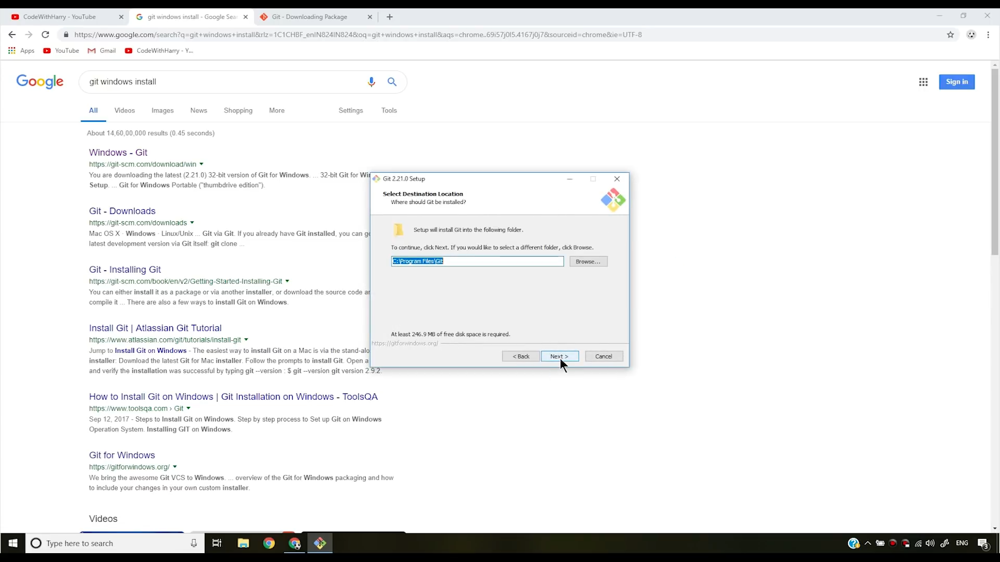 CodeWithHarry - YouTube
git windows install - Google Sear
Git - Downloading Package
https://www.google.com/search?q=git+windows+install&rlz=1C1CHBF_enIN824IN824&oq=git+windows+install&aqs=chrome..69i57j0l5.4167j0j7&sourceid=chrome&ie=UTF-8
Apps
YouTube
Gmail
CodeWithHarry - Y...
Google
git windows install
Sign in
All
Videos
Images
News
Shopping
More
Settings
Tools
About 14,60,00,000 results (0.45 seconds)
Windows - Git
https://git-scm.com/download/win
You are downloading the latest (2.21.0) 32-bit version of Git for Windows. ... 32-bit Git for Win
Setup. ... Git for Windows Portable ("thumbdrive edition").
Git - Downloads
https://git-scm.com/downloads
Mac OS X · Windows · Linux/Unix ... Git via Git. If you already have Git installed, you can ge
latest development version via Git itself: git clone ...
Git - Installing Git
https://git-scm.com/book/en/v2/Getting-Started-Installing-Git
You can either install it as a package or via another installer, or download the source code an
compile it ... There are also a few ways to install Git on Windows.
Install Git | Atlassian Git Tutorial
https://www.atlassian.com/git/tutorials/install-git
Jump to Install Git on Windows - The easiest way to install Git on a Mac is via the stand-alo
installer: Download the latest Git for Mac installer. Follow the prompts to install Git. Open a
and verify the installation was successful by typing git --version : $ git --version git version 2.9.2.
How to Install Git on Windows | Git Installation on Windows - ToolsQA
https://www.toolsqa.com › Git
Sep 12, 2017 - Steps to Install Git on Windows. Step by step process to Set up Git on Windows
Operation System. Installing GIT on Windows.
Git for Windows
https://gitforwindows.org/
We bring the awesome Git VCS to Windows. ... overview of the Git for Windows packaging and how
to include your changes in your own custom installer.
Videos
Git 2.21.0 Setup
Select Destination Location
Where should Git be installed?
Setup will install Git into the following folder.
To continue, click Next. If you would like to select a different folder, click Browse.
C:\Program Files\Git
Browse...
At least 246.9 MB of free disk space is required.
https://gitforwindows.org/
< Back
Next >
Cancel
Type here to search
ENG
3